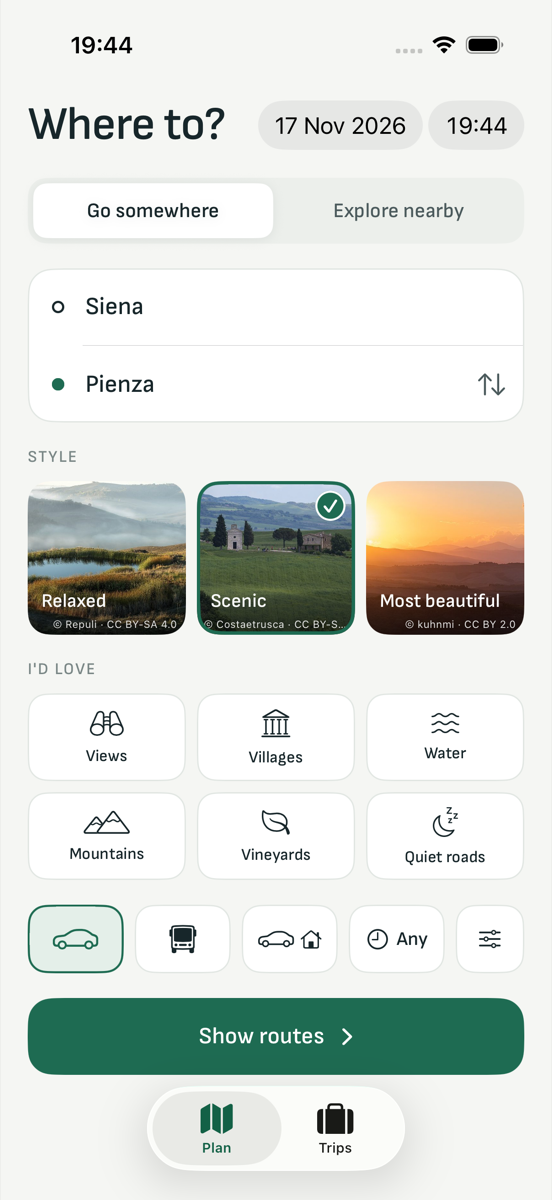 19:44
Where to?
17 Nov 2026
19:44
Go somewhere
Explore nearby
Siena
Pienza
STYLE
Relaxed
© Repuli · CC BY-SA 4.0
Scenic
© Costaetrusca · CC BY-S...
Most beautiful
© kuhnmi · CC BY 2.0
I'D LOVE
Views
Villages
Water
Mountains
Vineyards
Quiet roads
Any
Show routes
Plan
Trips